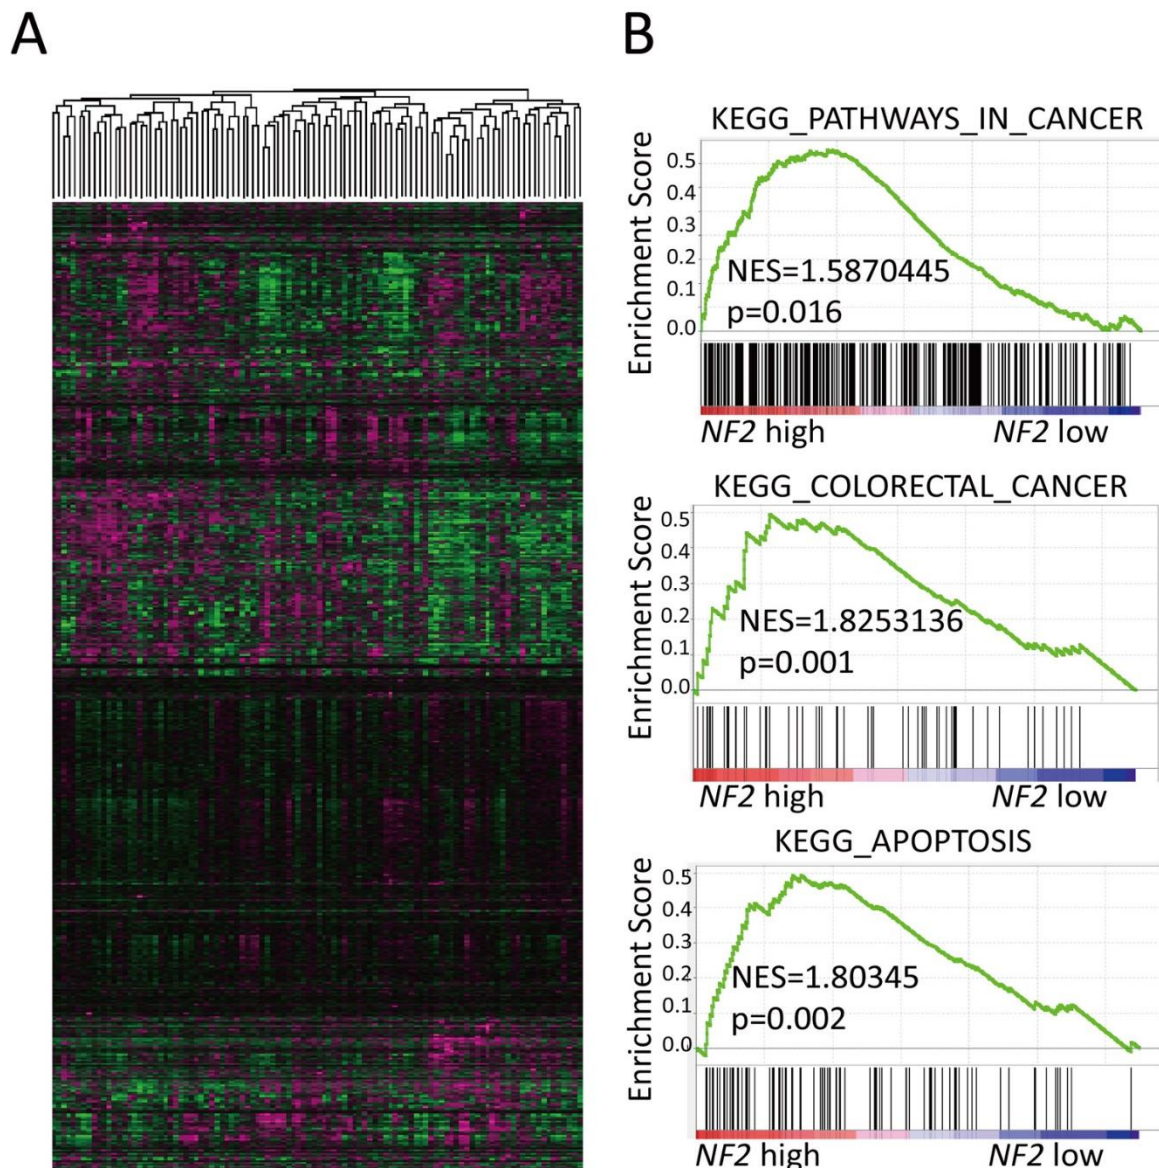 A
B
KEGG_PATHWAYS_IN_CANCER
Enrichment Score
0.5
0.4
0.3
0.2
0.1
0.0
NES=1.5870445
p=0.016
NF2 high
NF2 low
KEGG_COLORECTAL_CANCER
Enrichment Score
0.5
0.4
0.3
0.2
0.1
0.0
NES=1.8253136
p=0.001
NF2 high
NF2 low
KEGG_APOPTOSIS
Enrichment Score
0.5
0.4
0.3
0.2
0.1
0.0
NES=1.80345
p=0.002
NF2 high
NF2 low